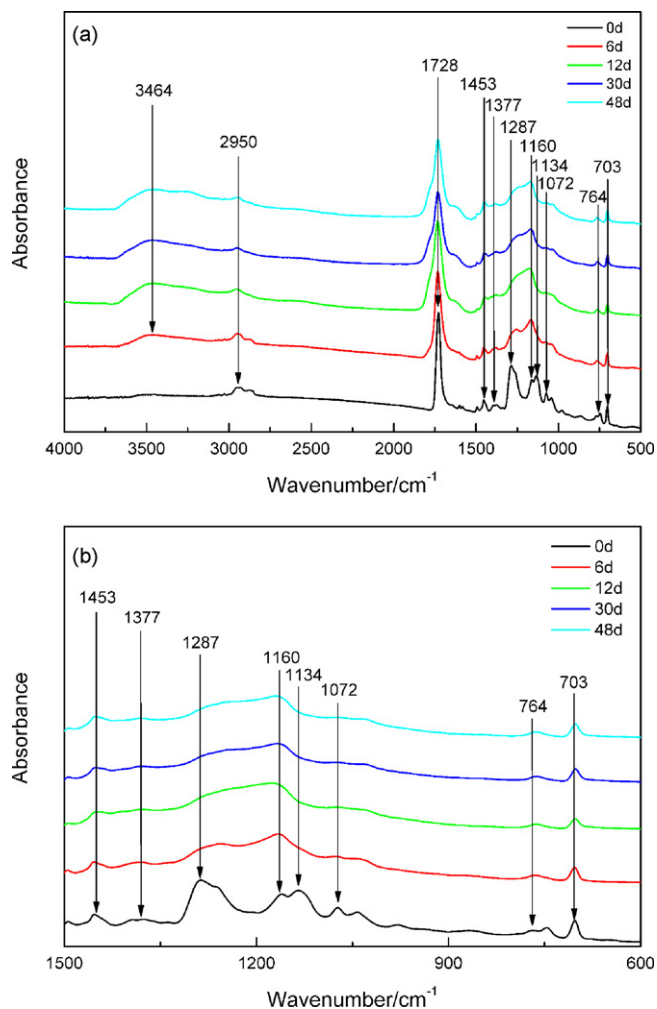 (a)
0d
6d
12d
30d
48d
3464
2950
1728
1453
1377
1287
1160
1134
1072
764
703
Absorbance
4000 3500 3000 2500 2000 1500 1000 500
Wavenumber/cm⁻¹
(b)
0d
6d
12d
30d
48d
1453
1377
1287
1160
1134
1072
764
703
Absorbance
1500 1200 900 600
Wavenumber/cm⁻¹